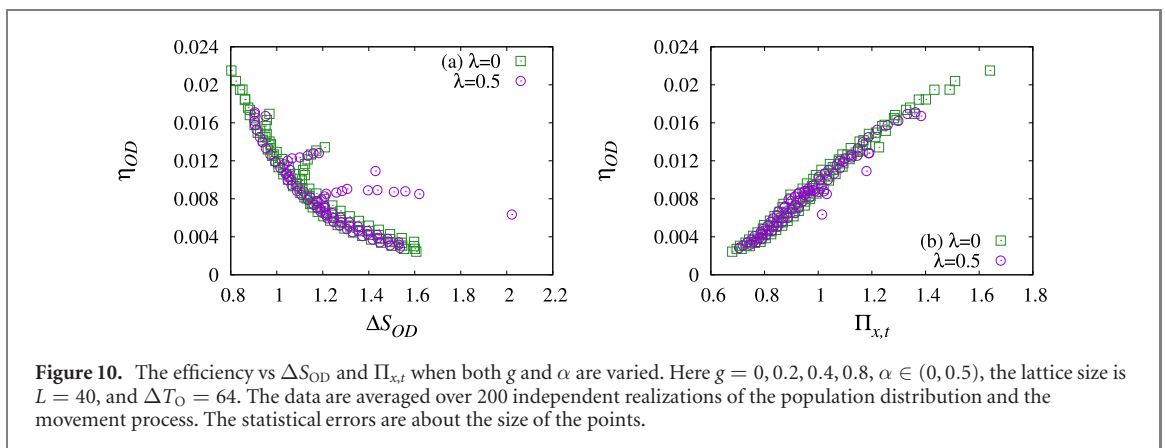 0.024
0.02
0.016
0.012
0.008
0.004
0
η_OD
(a) λ=0
λ=0.5
0.8 1 1.2 1.4 1.6 1.8 2 2.2
ΔS_OD
0.024
0.02
0.016
0.012
0.008
0.004
0
η_OD
(b) λ=0
λ=0.5
0.6 0.8 1 1.2 1.4 1.6 1.8
Π_{x,t}
Figure 10. The efficiency vs ΔS_OD and Π_{x,t} when both g and α are varied. Here g = 0, 0.2, 0.4, 0.8, α ∈ (0, 0.5), the lattice size is
L = 40, and ΔT_O = 64. The data are averaged over 200 independent realizations of the population distribution and the
movement process. The statistical errors are about the size of the points.